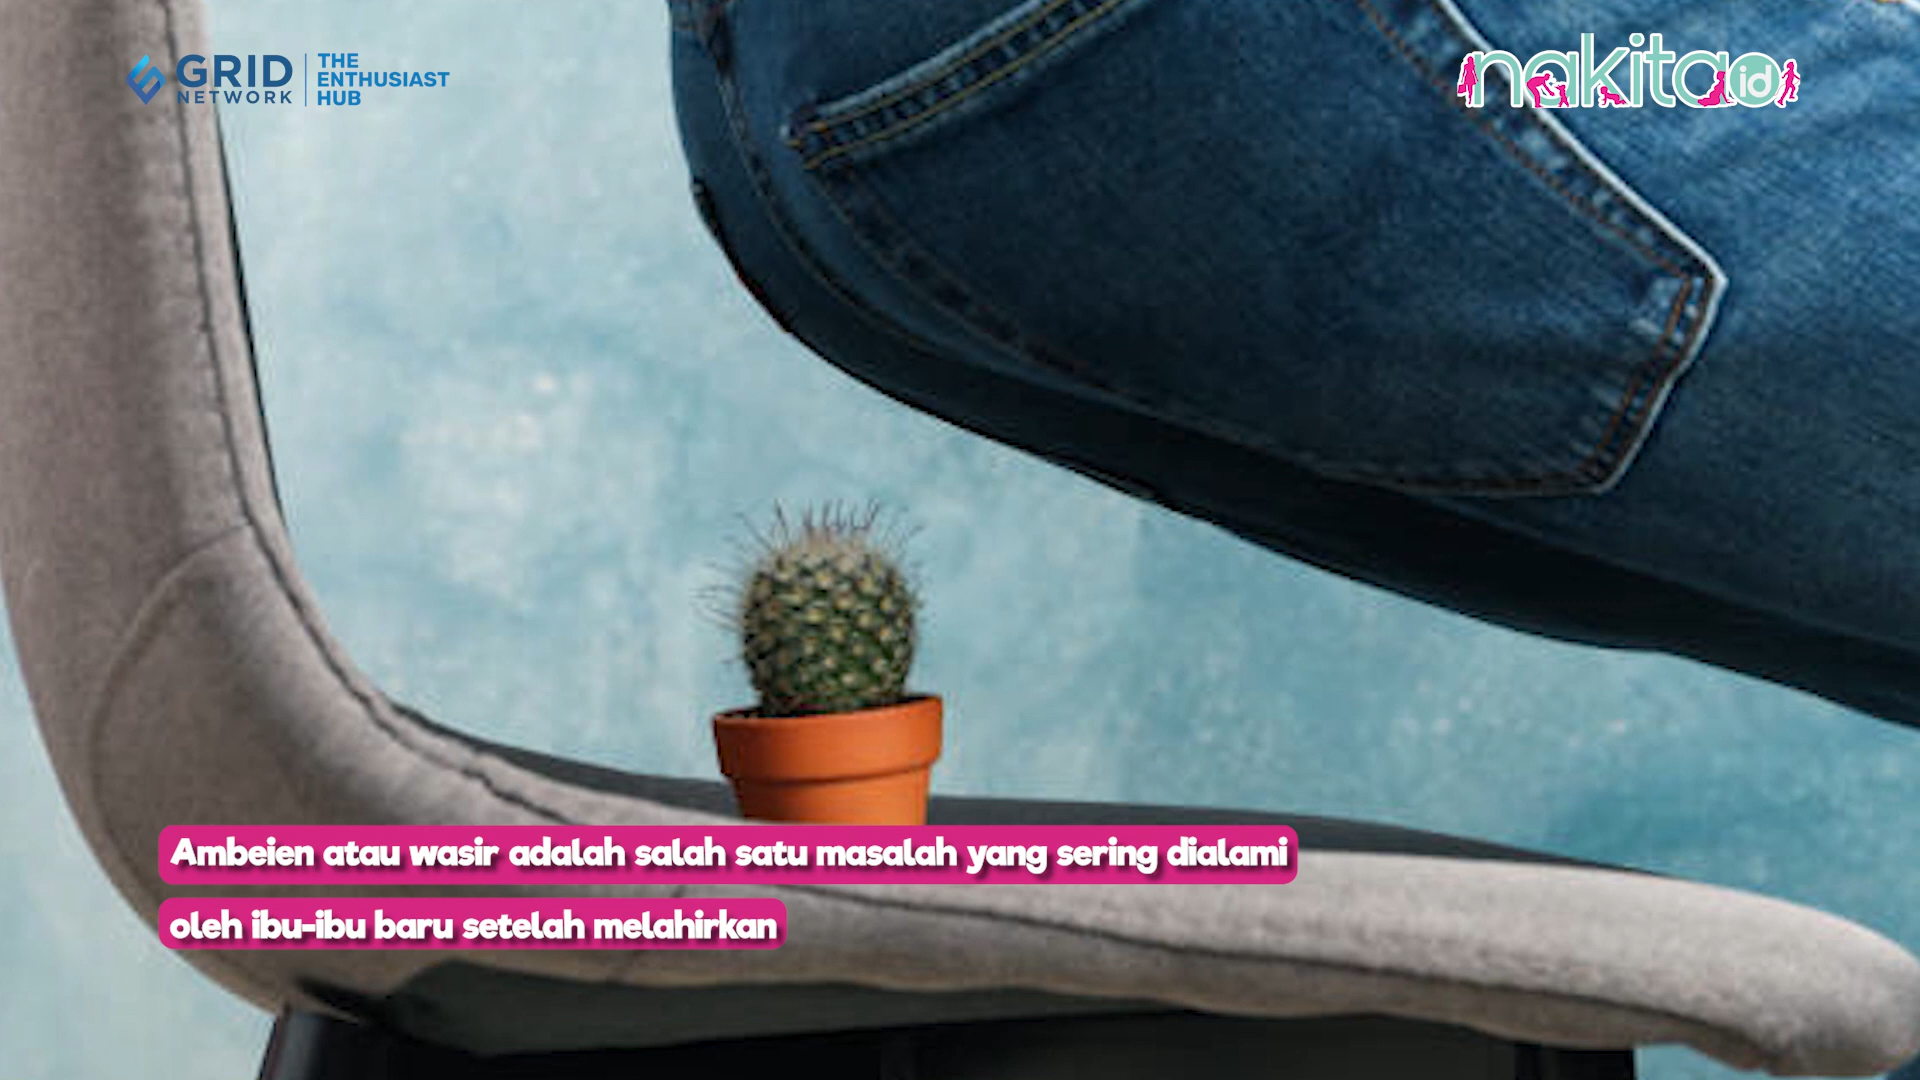 GRID
NETWORK
THE
ENTHUSIAST
HUB
nakita id
Ambeien atau wasir adalah salah satu masalah yang sering dialami
oleh ibu-ibu baru setelah melahirkan